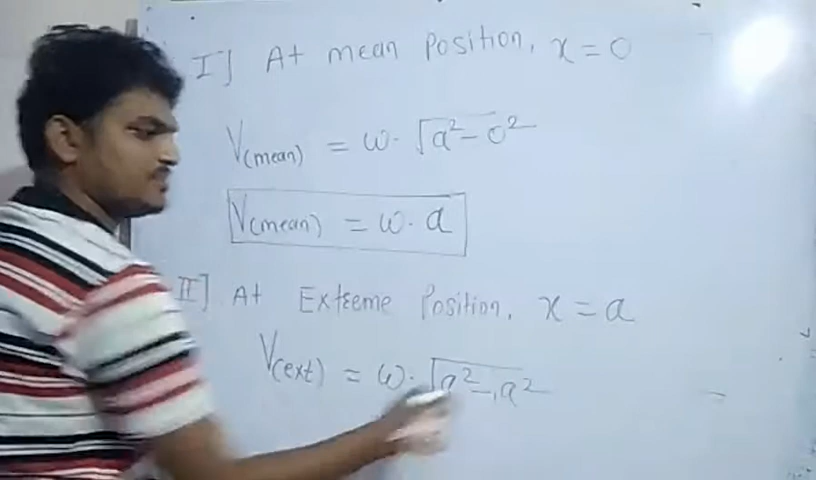 I] At mean Position, x = 0
V(mean) = ω · √a² - 0²
V(mean) = ω · a
II] At Extreme Position, x = a
V(ext) = ω · √a² - a²